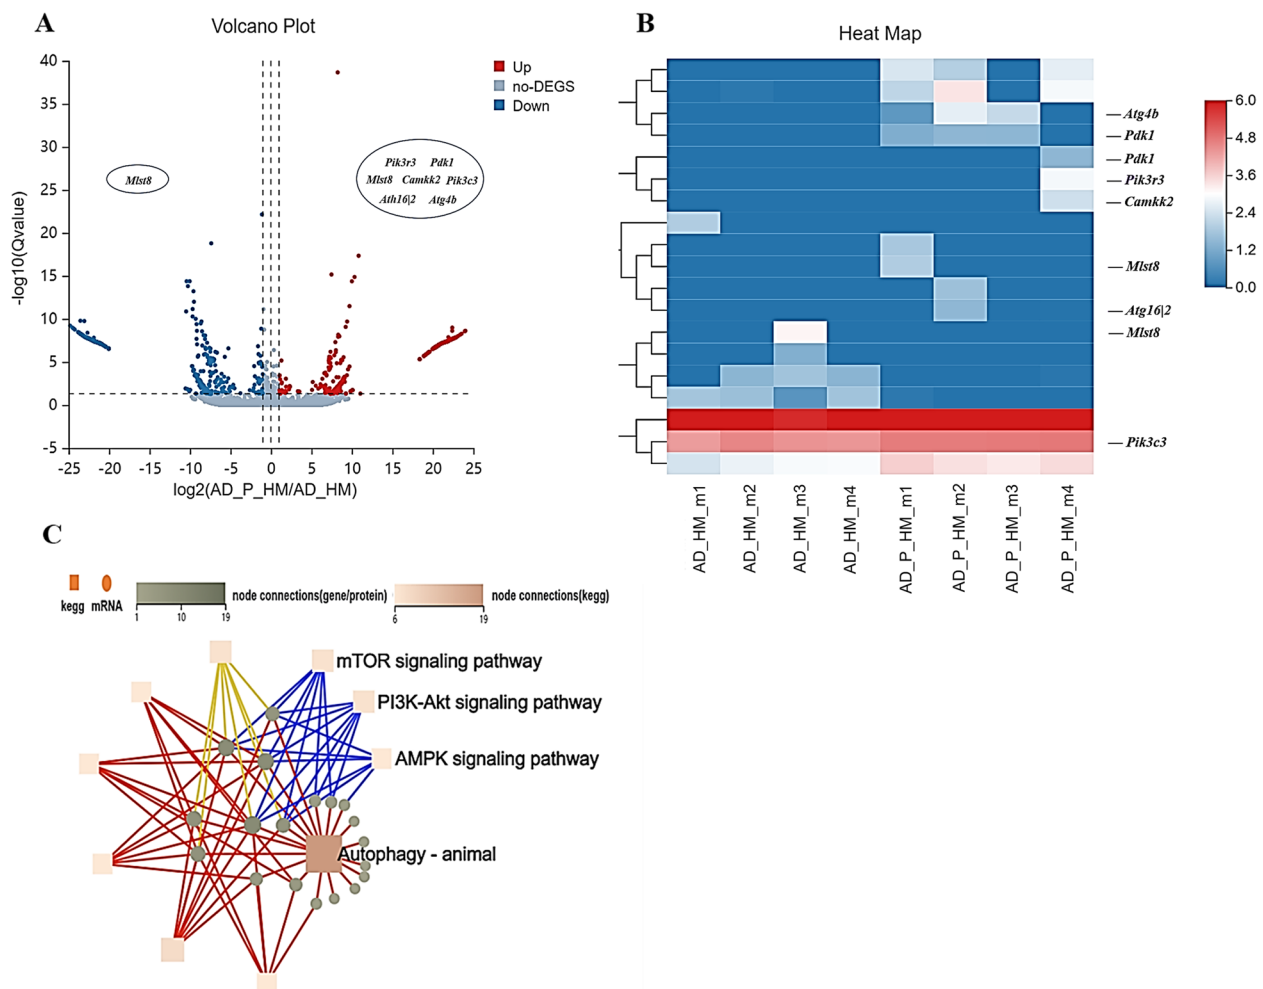 A
Volcano Plot
40
35
30
25
20
15
10
5
0
-5
-log10(Qvalue)
-25 -20 -15 -10 -5 0 5 10 15 20 25
log2(AD_P_HM/AD_HM)
Up
no-DEGS
Down
Mlst8
Pik3r3 Pdk1
Mlst8 Camkk2 Pik3c3
Ath16|2 Atg4b
B
Heat Map
Atg4b
Pdk1
Pdk1
Pik3r3
Camkk2
Mlst8
Atg16|2
Mlst8
Pik3c3
6.0
4.8
3.6
2.4
1.2
0.0
AD_HM_m1
AD_HM_m2
AD_HM_m3
AD_HM_m4
AD_P_HM_m1
AD_P_HM_m2
AD_P_HM_m3
AD_P_HM_m4
C
kegg mRNA
1 10 19
node connections(gene/protein)
6 19
node connections(kegg)
mTOR signaling pathway
PI3K-Akt signaling pathway
AMPK signaling pathway
Autophagy - animal